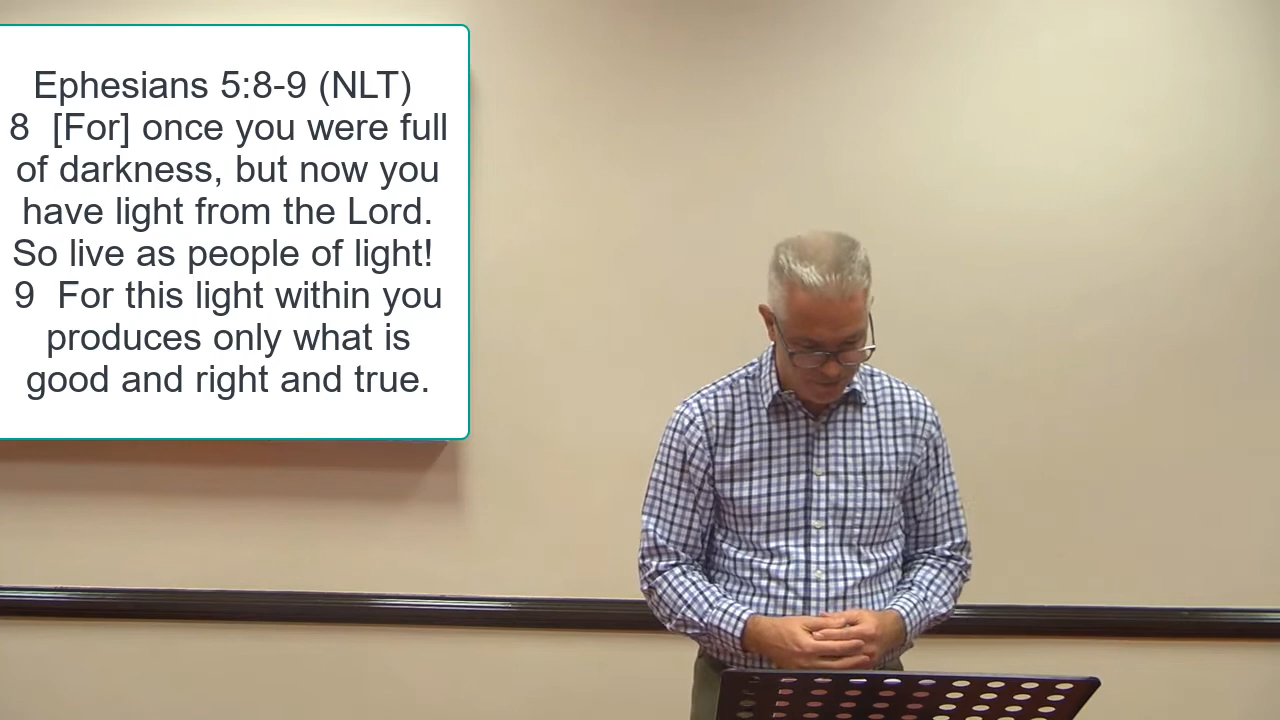 Ephesians 5:8-9 (NLT)
8  [For] once you were full
of darkness, but now you
have light from the Lord.
So live as people of light!
9  For this light within you
produces only what is
good and right and true.